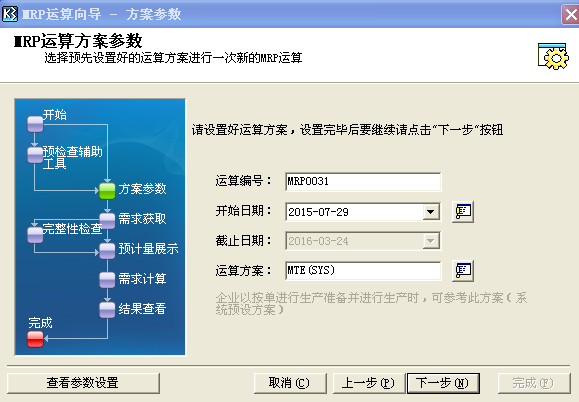 MRP运算向导 - 方案参数
MRP运算方案参数
选择预先设置好的运算方案进行一次新的MRP运算
开始
预检查辅助
工具
方案参数
需求获取
完整性检查
预计量展示
需求计算
结果查看
完成
请设置好运算方案，设置完毕后要继续请点击"下一步"按钮
运算编号： MRP0031
开始日期： 2015-07-29
截止日期： 2016-03-24
运算方案： MTE(SYS)
企业以按单进行生产准备并进行生产时，可参考此方案（系
统预设方案）
查看参数设置
取消(C)
上一步(P)
下一步(N)
完成(F)